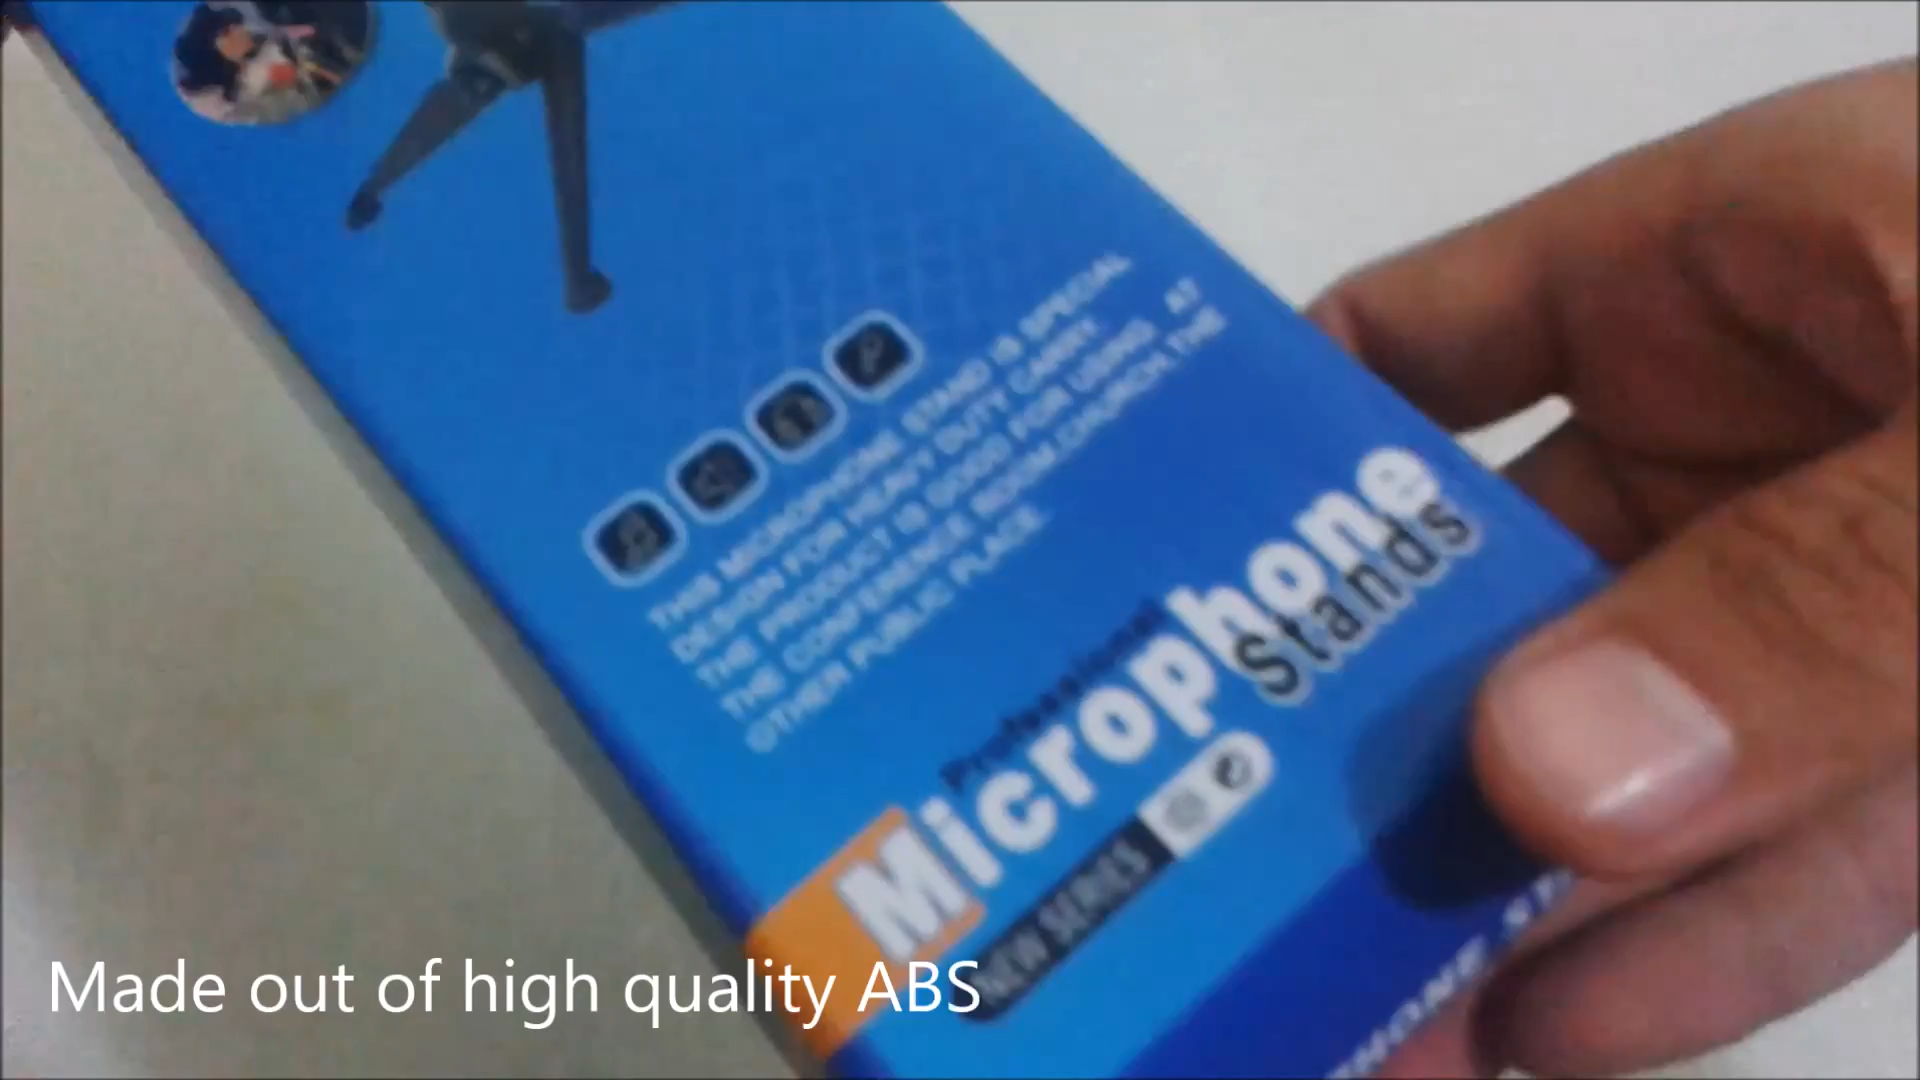 THIS MICROPHONE STAND IS SPECIAL
DESIGN FOR HEAVY DUTY CARRY.
THE PRODUCT IS GOOD FOR USING AT
THE CONFERENCE ROOM.CHURCH.THE
OTHER PUBLIC PLACE.
Professional
Microphone
Stands
NEW SERIES
Made out of high quality ABS